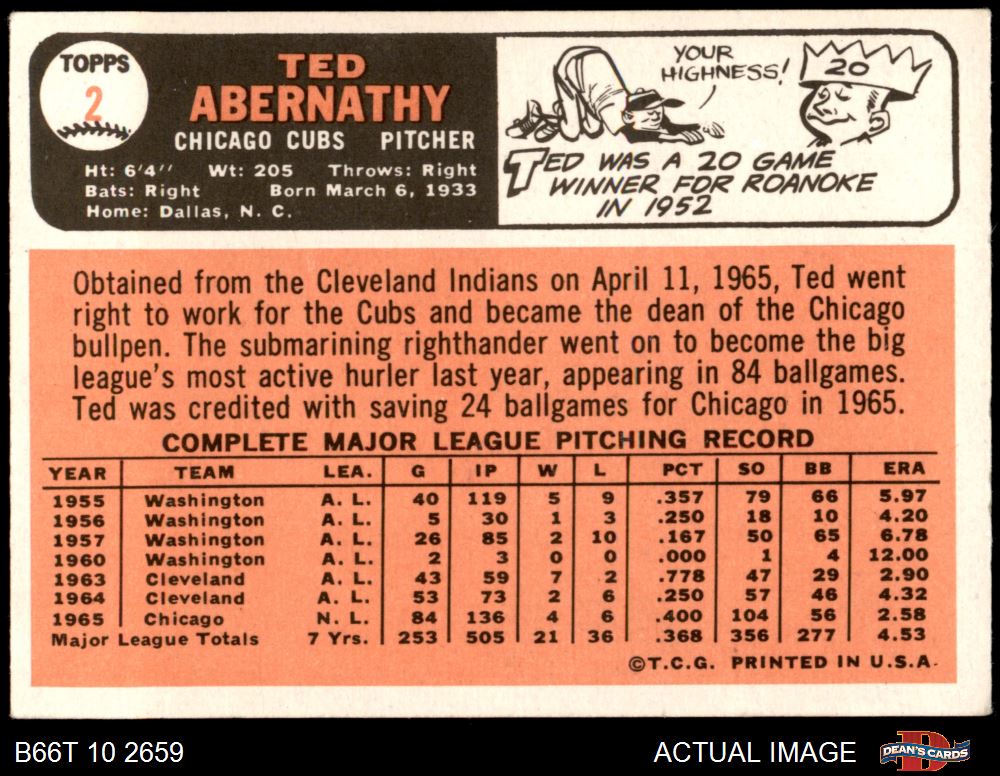 TOPPS
2
TED
ABERNATHY
CHICAGO CUBS PITCHER
Ht: 6'4" Wt: 205 Throws: Right
Bats: Right Born March 6, 1933
Home: Dallas, N. C.
YOUR
HIGHNESS!
20
TED WAS A 20 GAME
WINNER FOR ROANOKE
IN 1952
Obtained from the Cleveland Indians on April 11, 1965, Ted went
right to work for the Cubs and became the dean of the Chicago
bullpen. The submarining righthander went on to become the big
league's most active hurler last year, appearing in 84 ballgames.
Ted was credited with saving 24 ballgames for Chicago in 1965.
COMPLETE MAJOR LEAGUE PITCHING RECORD
YEAR TEAM LEA. G IP W L PCT SO BB ERA
1955 Washington A. L. 40 119 5 9 .357 79 66 5.97
1956 Washington A. L. 5 30 1 3 .250 18 10 4.20
1957 Washington A. L. 26 85 2 10 .167 50 65 6.78
1960 Washington A. L. 2 3 0 0 .000 1 4 12.00
1963 Cleveland A. L. 43 59 7 2 .778 47 29 2.90
1964 Cleveland A. L. 53 73 2 6 .250 57 46 4.32
1965 Chicago N. L. 84 136 4 6 .400 104 56 2.58
Major League Totals 7 Yrs. 253 505 21 36 .368 356 277 4.53
©T.C.G. PRINTED IN U.S.A.
B66T 10 2659
ACTUAL IMAGE
DEAN'S CARDS